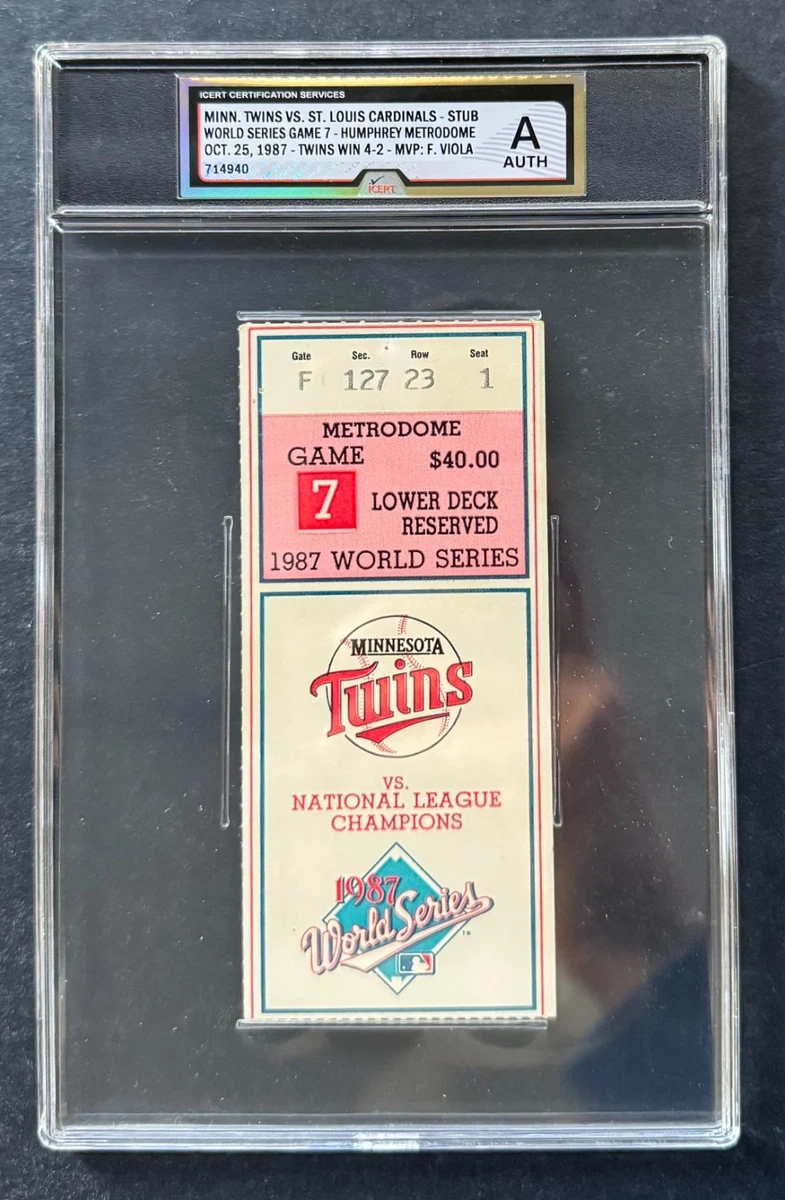 ICERT CERTIFICATION SERVICES
MINN. TWINS VS. ST. LOUIS CARDINALS - STUB
WORLD SERIES GAME 7 - HUMPHREY METRODOME
OCT. 25, 1987 - TWINS WIN 4-2 - MVP: F. VIOLA
714940
A
AUTH
ICERT
Gate Sec. Row Seat
F 127 23 1
METRODOME
GAME $40.00
7 LOWER DECK
RESERVED
1987 WORLD SERIES
MINNESOTA
Twins
VS.
NATIONAL LEAGUE
CHAMPIONS
1987
World Series
TM